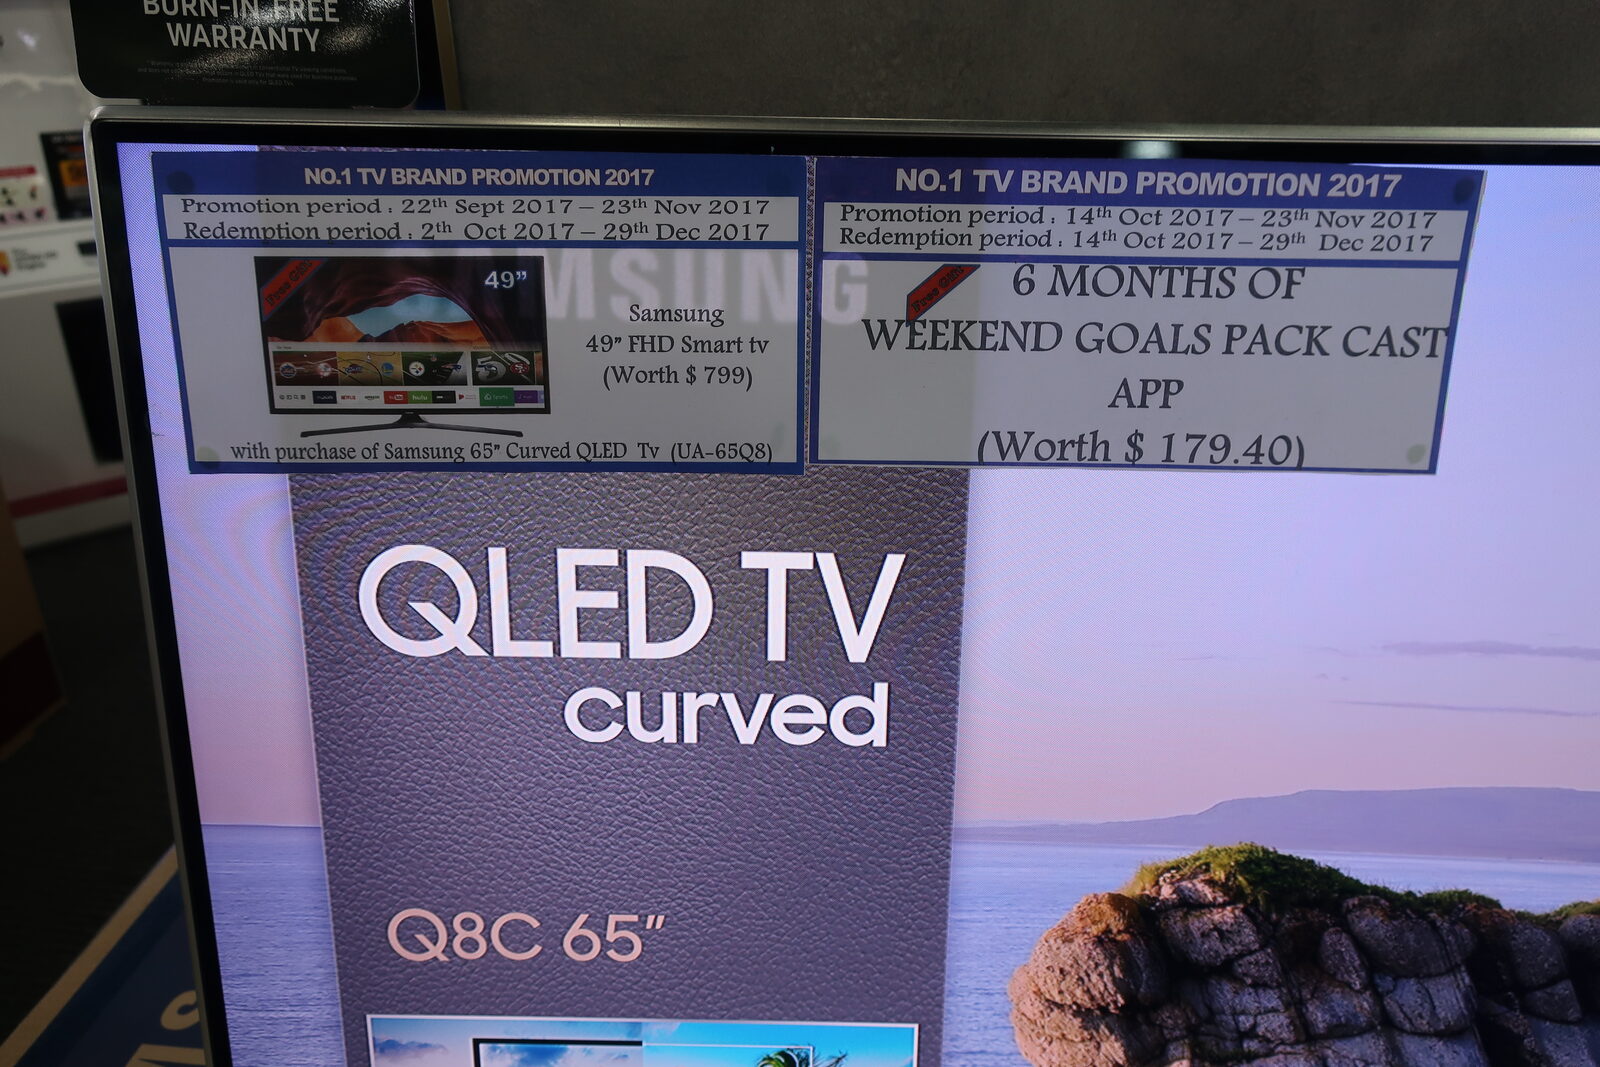 BURN-IN FREE
WARRANTY
NO.1 TV BRAND PROMOTION 2017
Promotion period : 22th Sept 2017 – 23th Nov 2017
Redemption period : 2th Oct 2017 – 29th Dec 2017
Free Gift
49”
Samsung
49” FHD Smart tv
(Worth $ 799)
with purchase of Samsung 65” Curved QLED Tv (UA-65Q8)
NO.1 TV BRAND PROMOTION 2017
Promotion period : 14th Oct 2017 – 23th Nov 2017
Redemption period : 14th Oct 2017 – 29th Dec 2017
Free Gift
6 MONTHS OF
WEEKEND GOALS PACK CAST
APP
(Worth $ 179.40)
SAMSUNG
QLED TV
curved
Q8C 65”